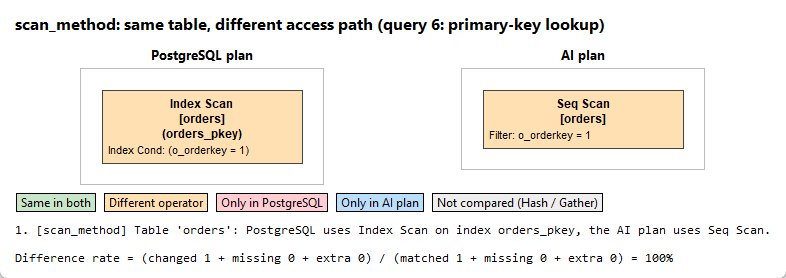 scan_method: same table, different access path (query 6: primary-key lookup)
PostgreSQL plan
AI plan
Index Scan
[orders]
(orders_pkey)
Index Cond: (o_orderkey = 1)
Seq Scan
[orders]
Filter: o_orderkey = 1
Same in both
Different operator
Only in PostgreSQL
Only in AI plan
Not compared (Hash / Gather)
1. [scan_method] Table 'orders': PostgreSQL uses Index Scan on index orders_pkey, the AI plan uses Seq Scan.
Difference rate = (changed 1 + missing 0 + extra 0) / (matched 1 + missing 0 + extra 0) = 100%